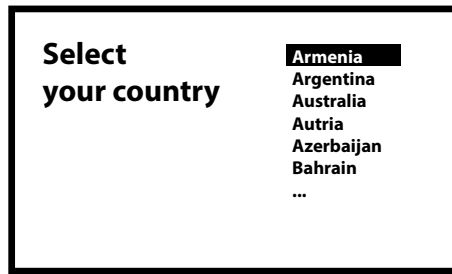 Select
your country
Armenia
Argentina
Australia
Autria
Azerbaijan
Bahrain
...